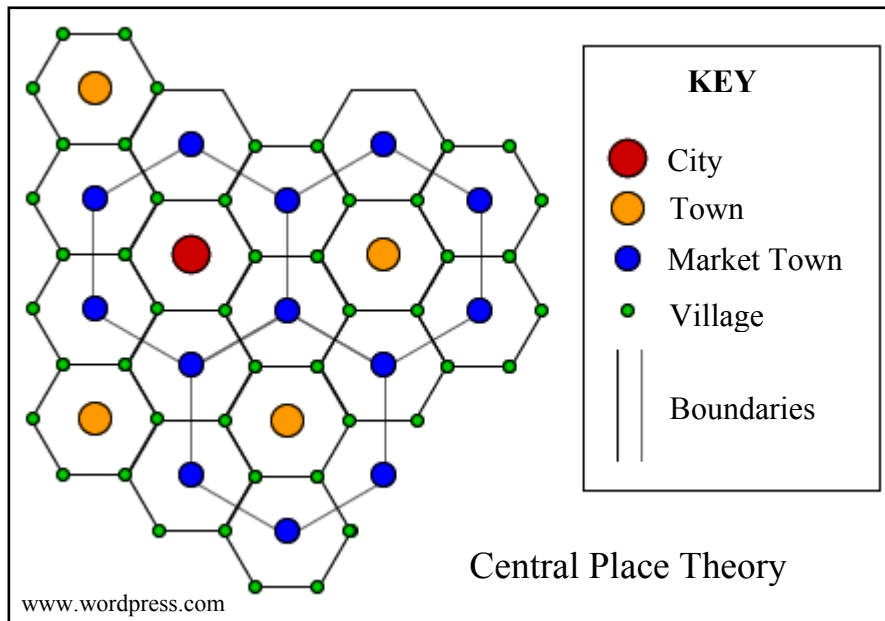 KEY
City
Town
Market Town
Village
Boundaries
Central Place Theory
www.wordpress.com